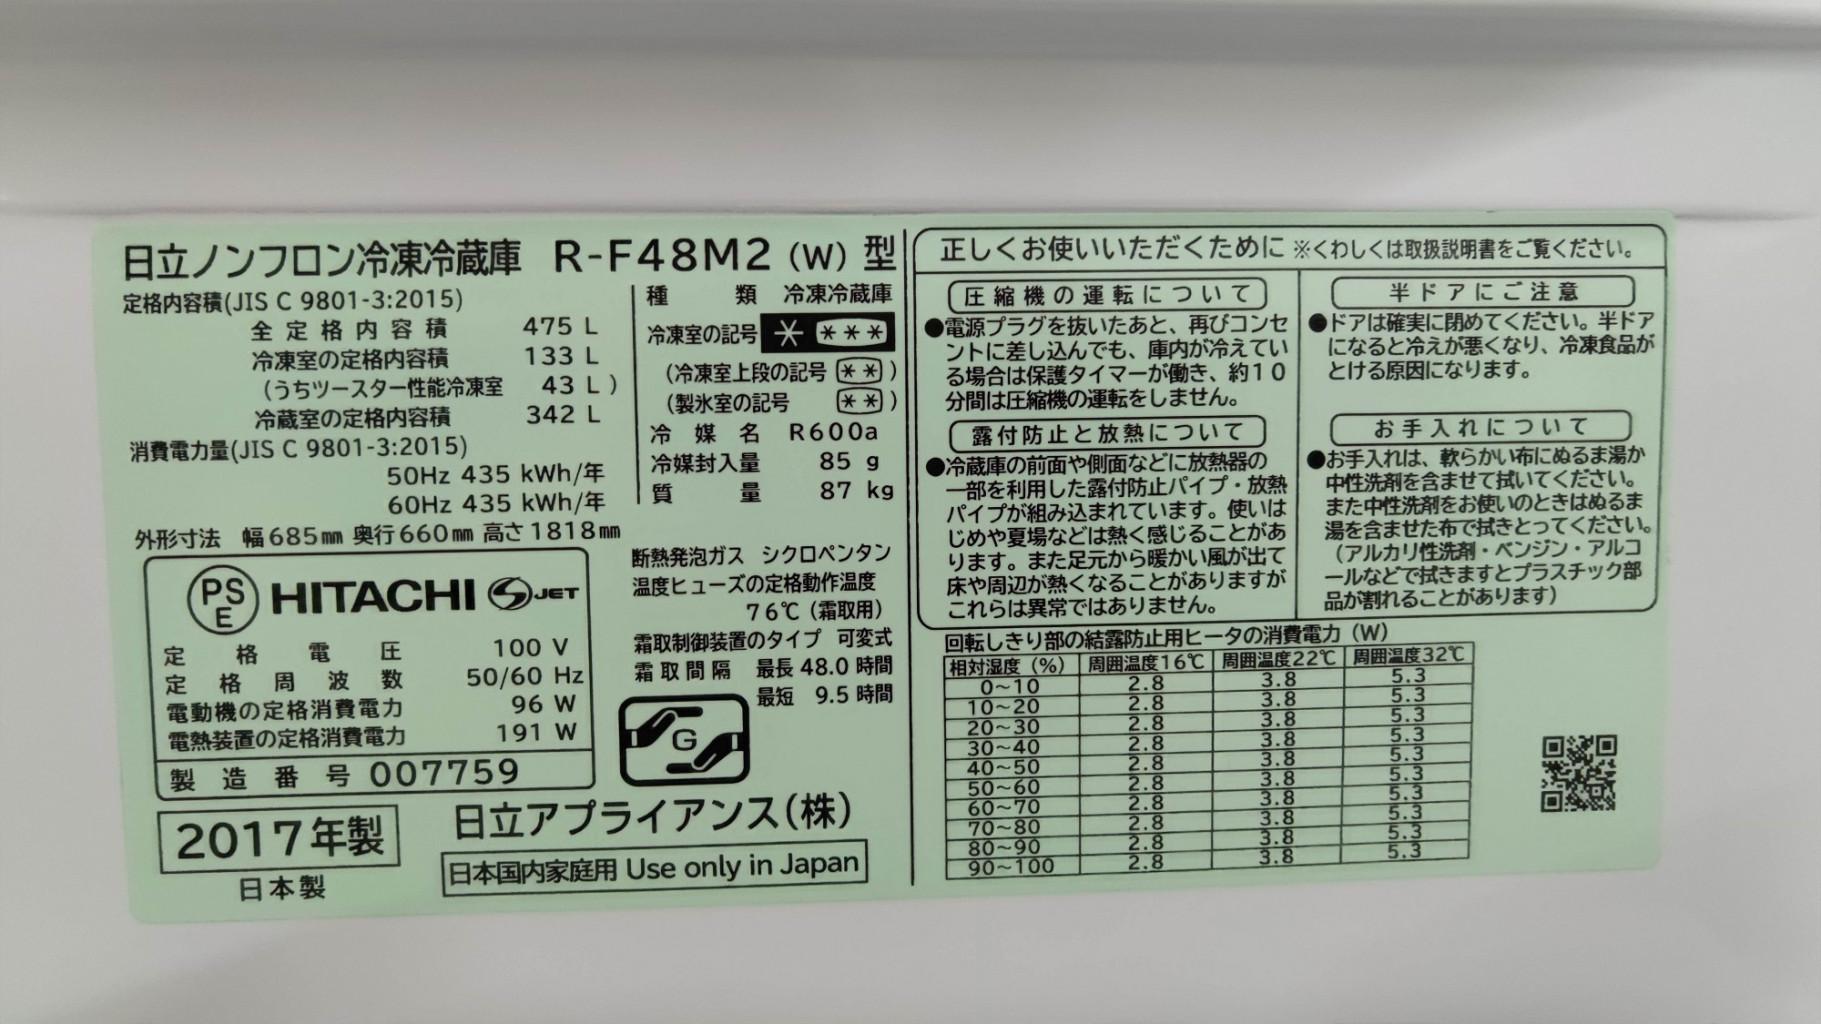 日立ノンフロン冷凍冷蔵庫 R-F48M2 (W) 型
定格内容積(JIS C 9801-3:2015)
全定格内容積 475 L
冷凍室の定格内容積 133 L
(うちツースター性能冷凍室 43 L)
冷蔵室の定格内容積 342 L
消費電力量(JIS C 9801-3:2015)
50Hz 435 kWh/年
60Hz 435 kWh/年
外形寸法 幅685mm 奥行660mm 高さ1818mm
種類 冷凍冷蔵庫
冷凍室の記号 * ***
(冷凍室上段の記号 **)
(製氷室の記号 **)
冷媒名 R600a
冷媒封入量 85 g
質量 87 kg
PS
E
HITACHI S JET
定格電圧 100 V
定格周波数 50/60 Hz
電動機の定格消費電力 96 W
電熱装置の定格消費電力 191 W
製造番号 007759
断熱発泡ガス シクロペンタン
温度ヒューズの定格動作温度
76℃(霜取用)
霜取制御装置のタイプ 可変式
霜取間隔 最長 48.0 時間
最短 9.5 時間
G
2017年製
日本製
日立アプライアンス(株)
日本国内家庭用 Use only in Japan
正しくお使いいただくために ※くわしくは取扱説明書をご覧ください。
圧縮機の運転について
●電源プラグを抜いたあと、再びコンセ
ントに差し込んでも、庫内が冷えてい
る場合は保護タイマーが働き、約10
分間は圧縮機の運転をしません。
露付防止と放熱について
●冷蔵庫の前面や側面などに放熱器の
一部を利用した露付防止パイプ・放熱
パイプが組み込まれています。使いは
じめや夏場などは熱く感じることがあ
ります。また足元から暖かい風が出て
床や周辺が熱くなることがありますが
これらは異常ではありません。
半ドアにご注意
●ドアは確実に閉めてください。半ドア
になると冷えが悪くなり、冷凍食品が
とける原因になります。
お手入れについて
●お手入れは、軟らかい布にぬるま湯か
中性洗剤を含ませて拭いてください。
また中性洗剤をお使いのときはぬるま
湯を含ませた布で拭きとってください。
(アルカリ性洗剤・ベンジン・アルコ
ールなどで拭きますとプラスチック部
品が割れることがあります)
回転しきり部の結露防止用ヒータの消費電力 (W)
相対湿度 (%) 周囲温度16℃ 周囲温度22℃ 周囲温度32℃
0~10 2.8 3.8 5.3
10~20 2.8 3.8 5.3
20~30 2.8 3.8 5.3
30~40 2.8 3.8 5.3
40~50 2.8 3.8 5.3
50~60 2.8 3.8 5.3
60~70 2.8 3.8 5.3
70~80 2.8 3.8 5.3
80~90 2.8 3.8 5.3
90~100 2.8 3.8 5.3